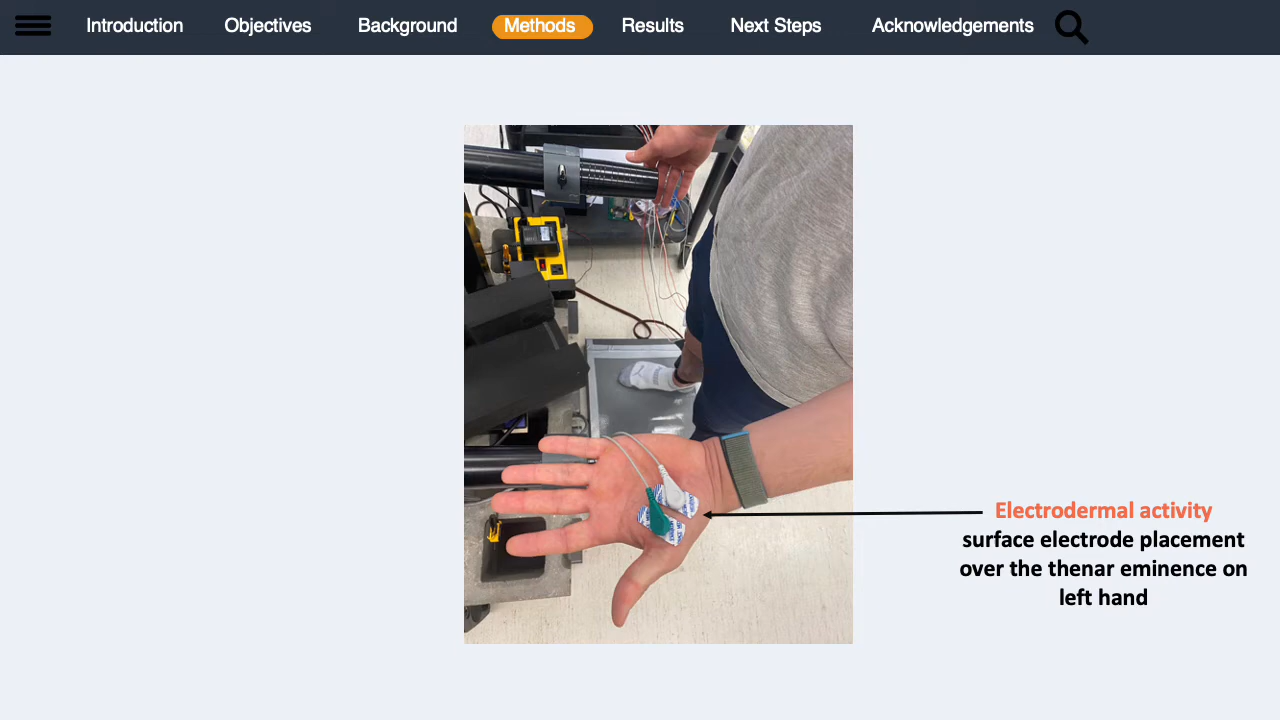 Introduction Objectives Background Methods Results Next Steps Acknowledgements
Electrodermal activity
surface electrode placement
over the thenar eminence on
left hand